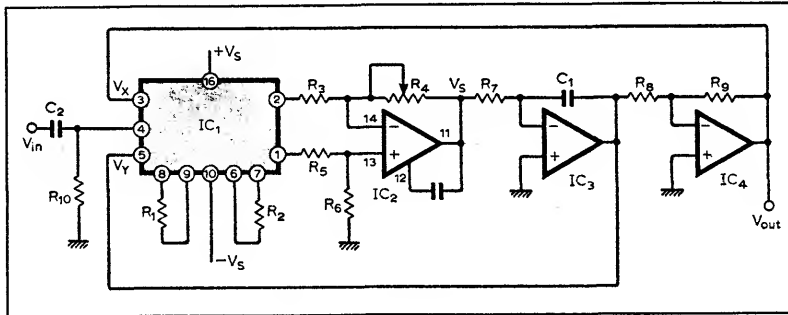 +VS
VX
16
3
2
R3
R4
VS
R7
C1
R8
R9
C2
IC1
14
−
11
−
−
Vin
4
VY
5
1
R5
13
+
12
+
+
8
9
10
6
7
IC2
IC3
IC4
R10
R1
R2
R6
−VS
Vout